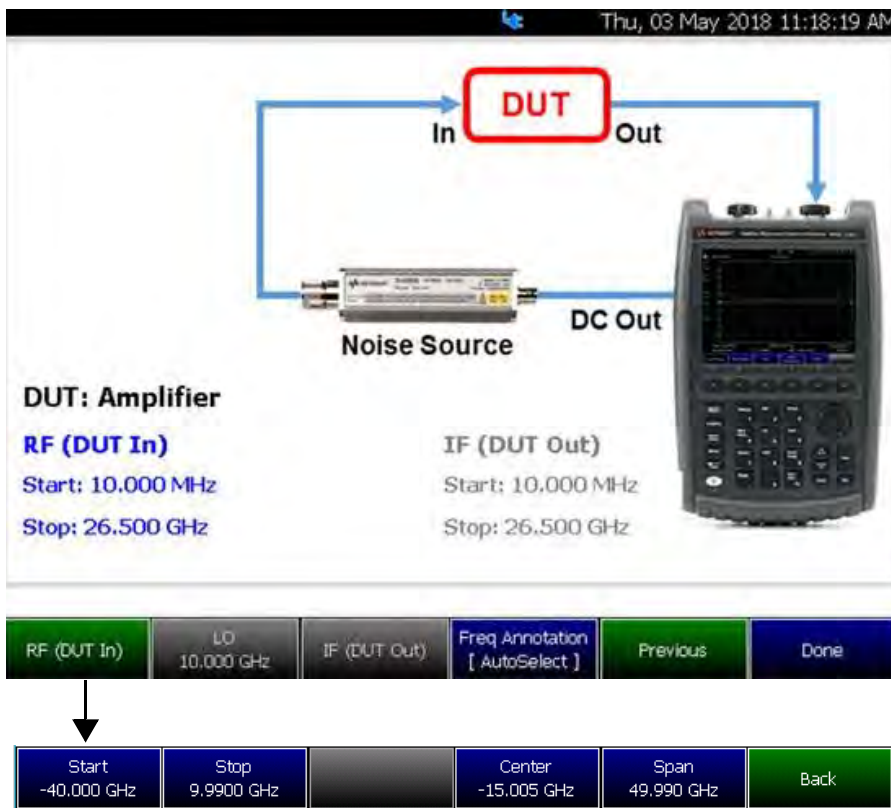 Thu, 03 May 2018 11:18:19 AM
DUT
In
Out
DC Out
Noise Source
DUT: Amplifier
RF (DUT In)
IF (DUT Out)
Start: 10.000 MHz
Start: 10.000 MHz
Stop: 26.500 GHz
Stop: 26.500 GHz
RF (DUT In)
LO
10.000 GHz
IF (DUT Out)
Freq Annotation
[ AutoSelect ]
Previous
Done
Start
-40.000 GHz
Stop
9.9900 GHz
Center
-15.005 GHz
Span
49.990 GHz
Back